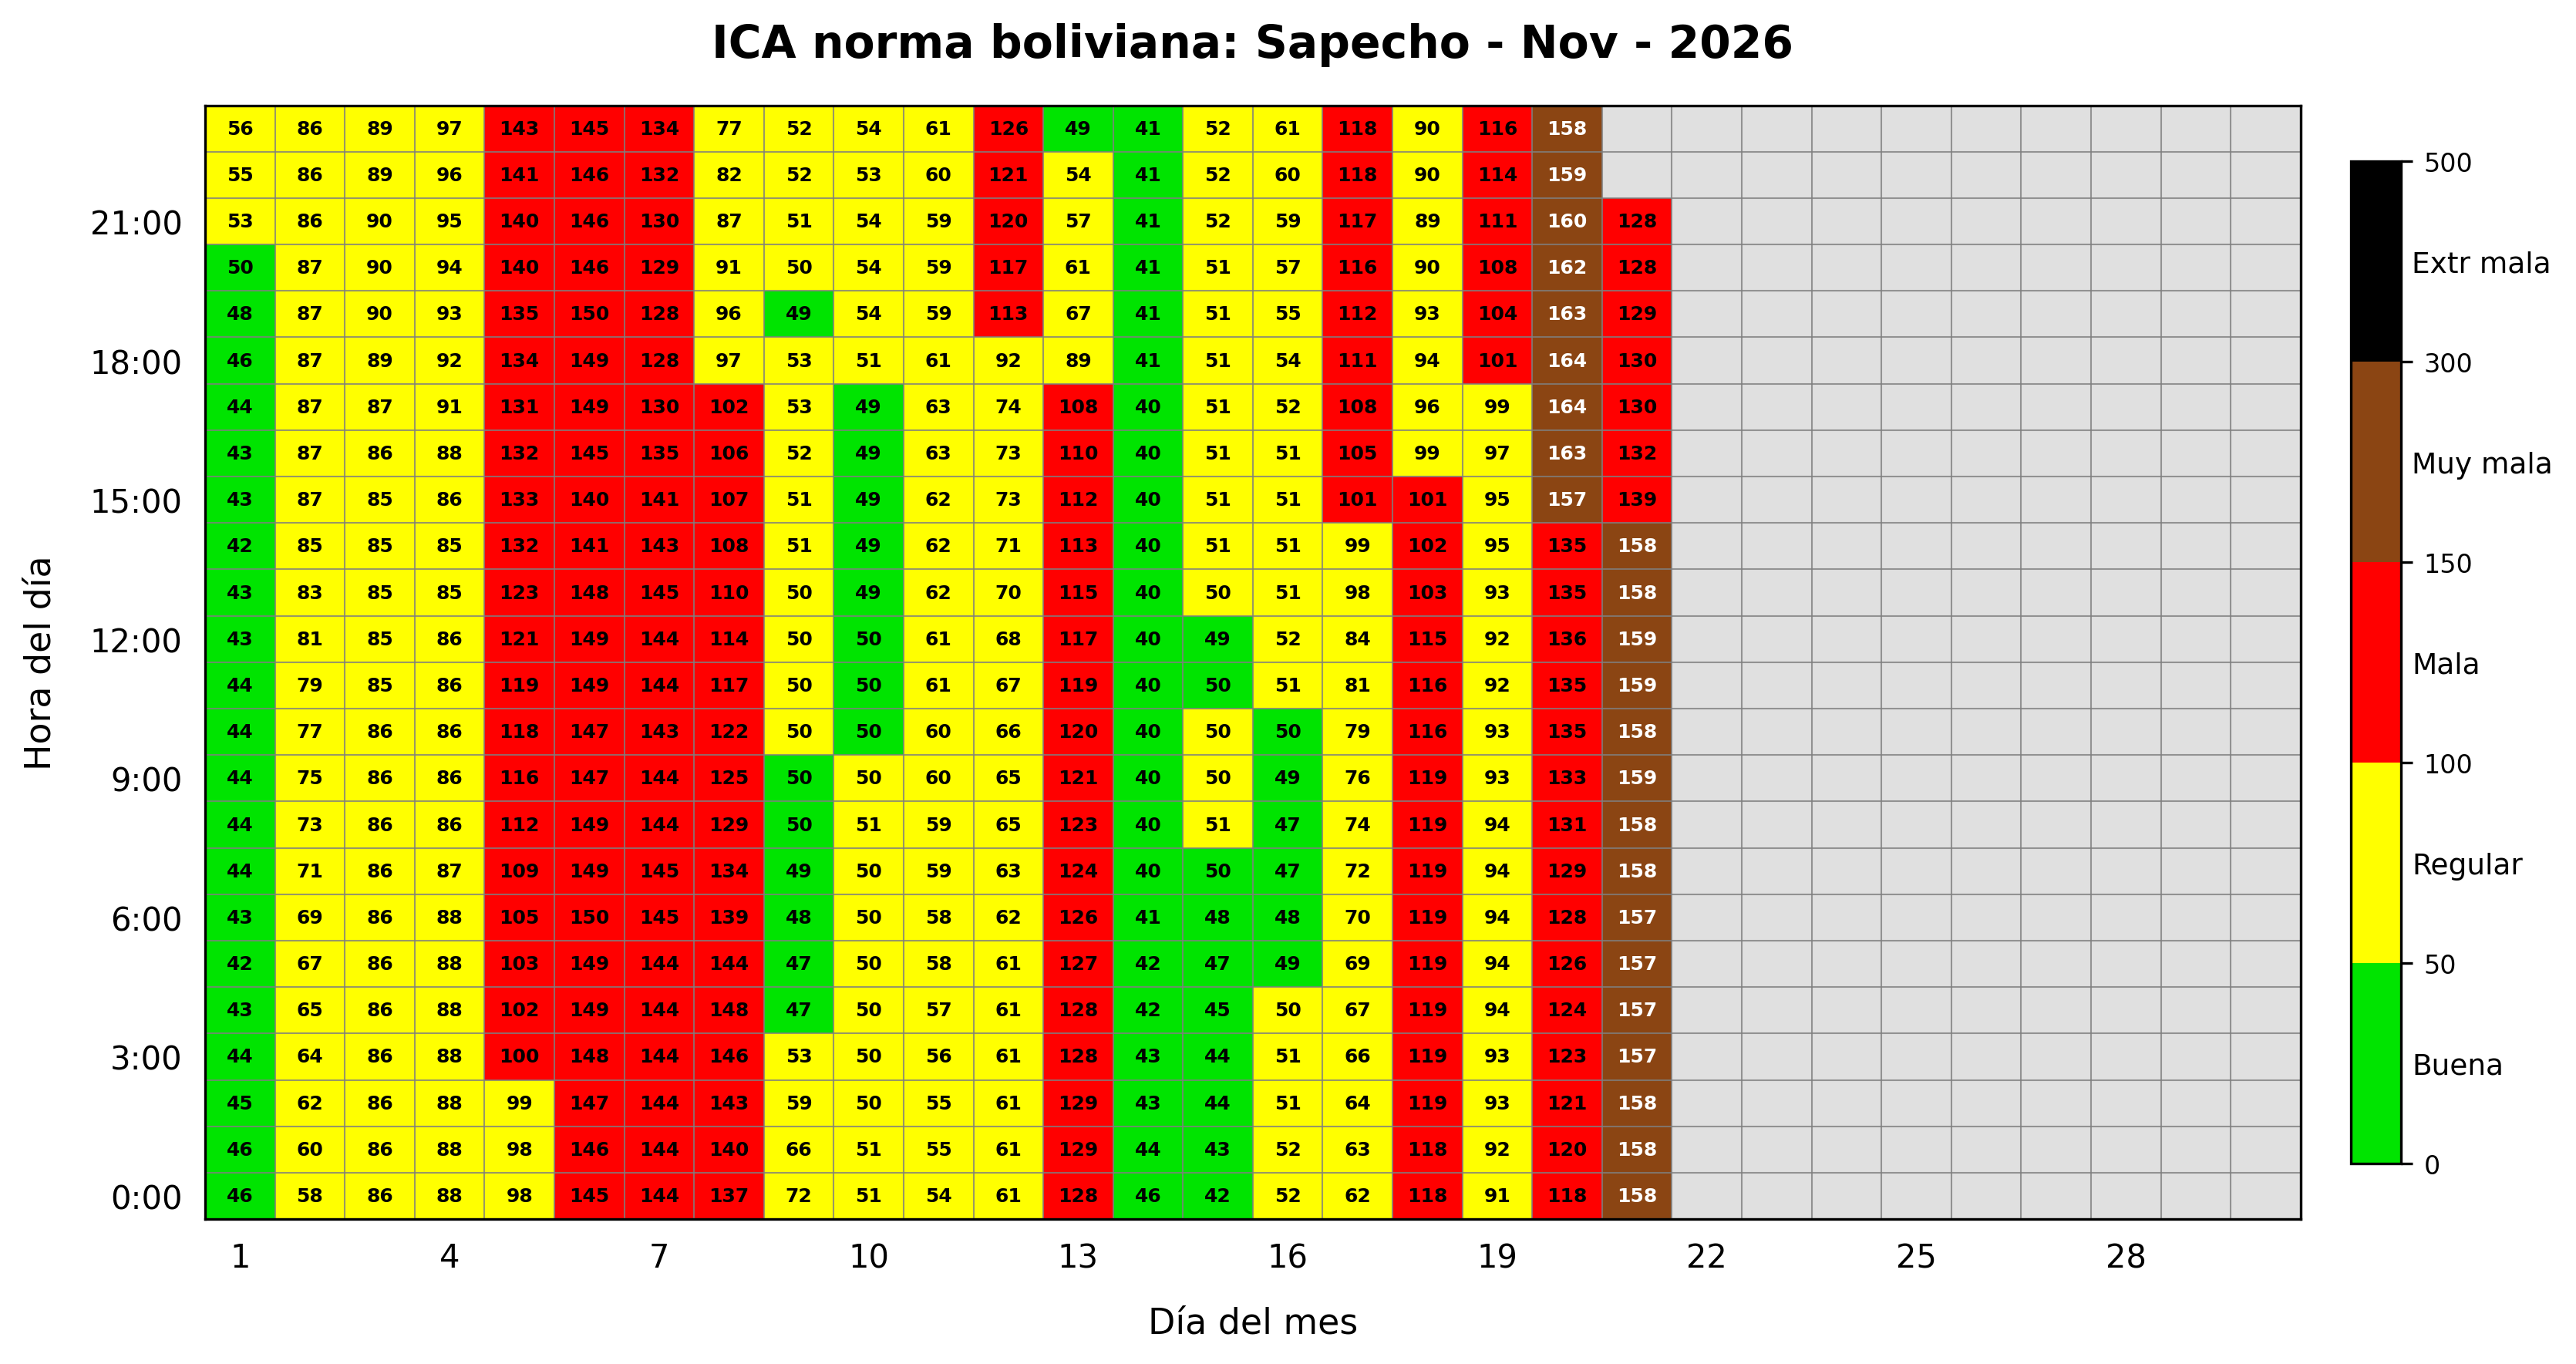 ICA norma boliviana: Sapecho - Nov - 2026
56 86 89 97 143 145 134 77 52 54 61 126 49 41 52 61 118 90 116 158
55 86 89 96 141 146 132 82 52 53 60 121 54 41 52 60 118 90 114 159
21:00 53 86 90 95 140 146 130 87 51 54 59 120 57 41 52 59 117 89 111 160 128
50 87 90 94 140 146 129 91 50 54 59 117 61 41 51 57 116 90 108 162 128
48 87 90 93 135 150 128 96 49 54 59 113 67 41 51 55 112 93 104 163 129
18:00 46 87 89 92 134 149 128 97 53 51 61 92 89 41 51 54 111 94 101 164 130
44 87 87 91 131 149 130 102 53 49 63 74 108 40 51 52 108 96 99 164 130
43 87 86 88 132 145 135 106 52 49 63 73 110 40 51 51 105 99 97 163 132
15:00 43 87 85 86 133 140 141 107 51 49 62 73 112 40 51 51 101 101 95 157 139
42 85 85 85 132 141 143 108 51 49 62 71 113 40 51 51 99 102 95 135 158
43 83 85 85 123 148 145 110 50 49 62 70 115 40 50 51 98 103 93 135 158
12:00 43 81 85 86 121 149 144 114 50 50 61 68 117 40 49 52 84 115 92 136 159
44 79 85 86 119 149 144 117 50 50 61 67 119 40 50 51 81 116 92 135 159
44 77 86 86 118 147 143 122 50 50 60 66 120 40 50 50 79 116 93 135 158
9:00 44 75 86 86 116 147 144 125 50 50 60 65 121 40 50 49 76 119 93 133 159
44 73 86 86 112 149 144 129 50 51 59 65 123 40 51 47 74 119 94 131 158
44 71 86 87 109 149 145 134 49 50 59 63 124 40 50 47 72 119 94 129 158
6:00 43 69 86 88 105 150 145 139 48 50 58 62 126 41 48 48 70 119 94 128 157
42 67 86 88 103 149 144 144 47 50 58 61 127 42 47 49 69 119 94 126 157
43 65 86 88 102 149 144 148 47 50 57 61 128 42 45 50 67 119 94 124 157
3:00 44 64 86 88 100 148 144 146 53 50 56 61 128 43 44 51 66 119 93 123 157
45 62 86 88 99 147 144 143 59 50 55 61 129 43 44 51 64 119 93 121 158
46 60 86 88 98 146 144 140 66 51 55 61 129 44 43 52 63 118 92 120 158
0:00 46 58 86 88 98 145 144 137 72 51 54 61 128 46 42 52 62 118 91 118 158
1 4 7 10 13 16 19 22 25 28
Día del mes
Hora del día
500
Extr mala
300
Muy mala
150
Mala
100
Regular
50
Buena
0